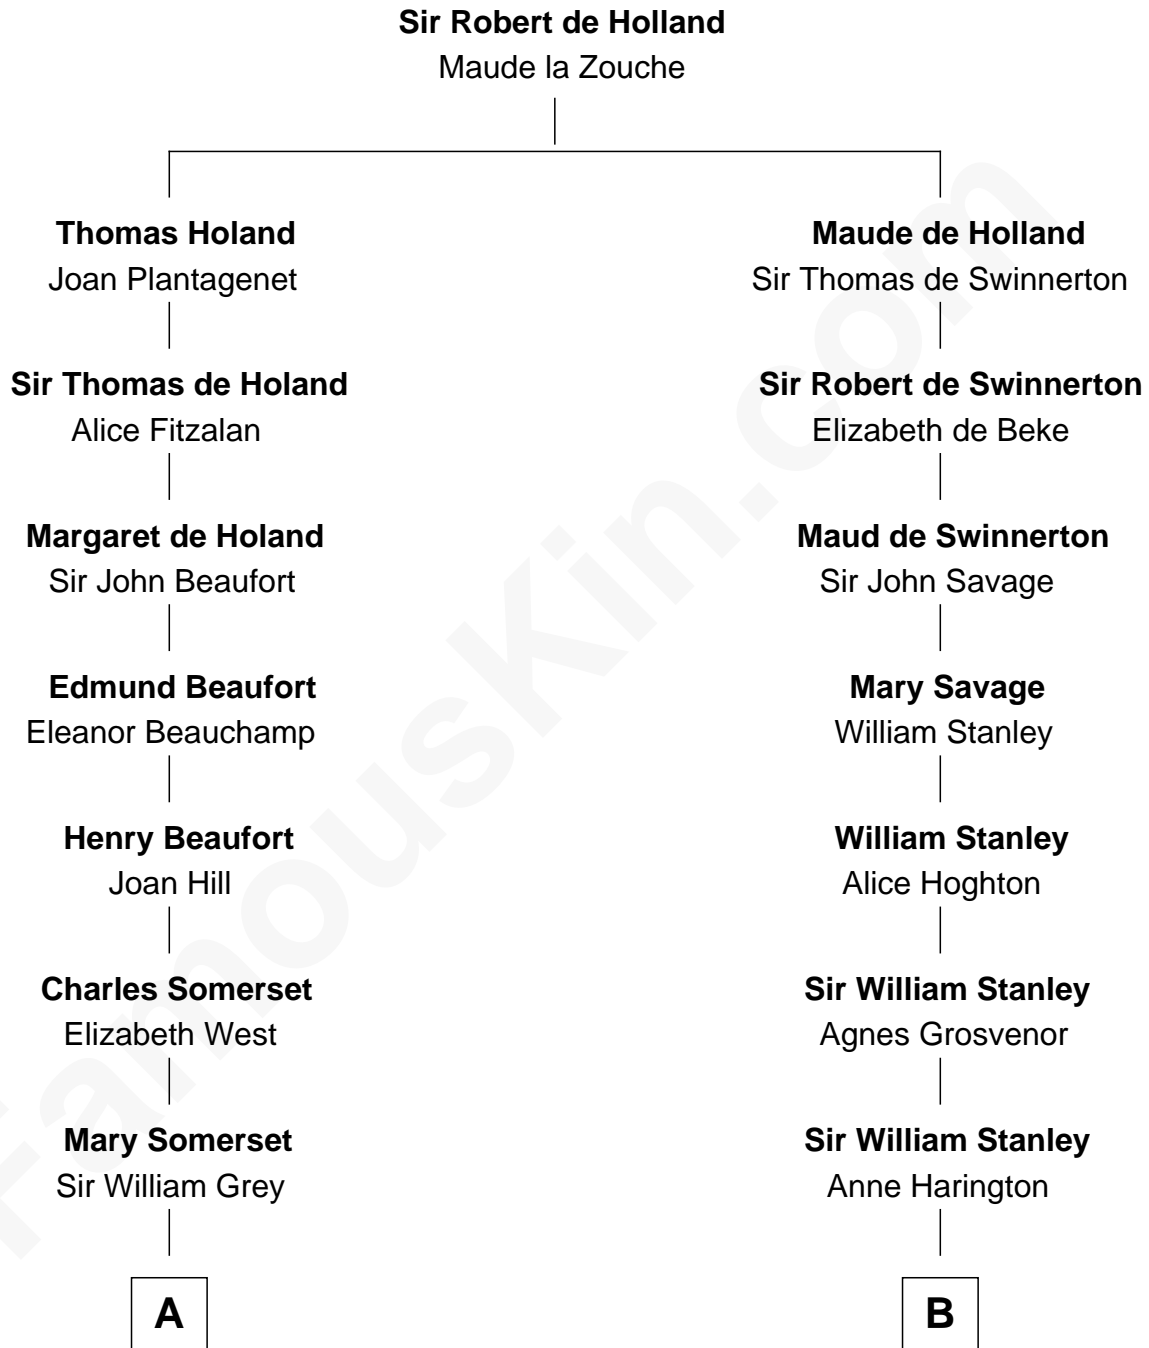 Sir Robert de Holland
Maude la Zouche
Thomas Holand
Joan Plantagenet
Maude de Holland
Sir Thomas de Swinnerton
Sir Thomas de Holand
Alice Fitzalan
Sir Robert de Swinnerton
Elizabeth de Beke
Margaret de Holand
Sir John Beaufort
Maud de Swinnerton
Sir John Savage
Edmund Beaufort
Eleanor Beauchamp
Mary Savage
William Stanley
Henry Beaufort
Joan Hill
William Stanley
Alice Hoghton
Charles Somerset
Elizabeth West
Sir William Stanley
Agnes Grosvenor
Mary Somerset
Sir William Grey
Sir William Stanley
Anne Harington
A
B
FamousKin.com